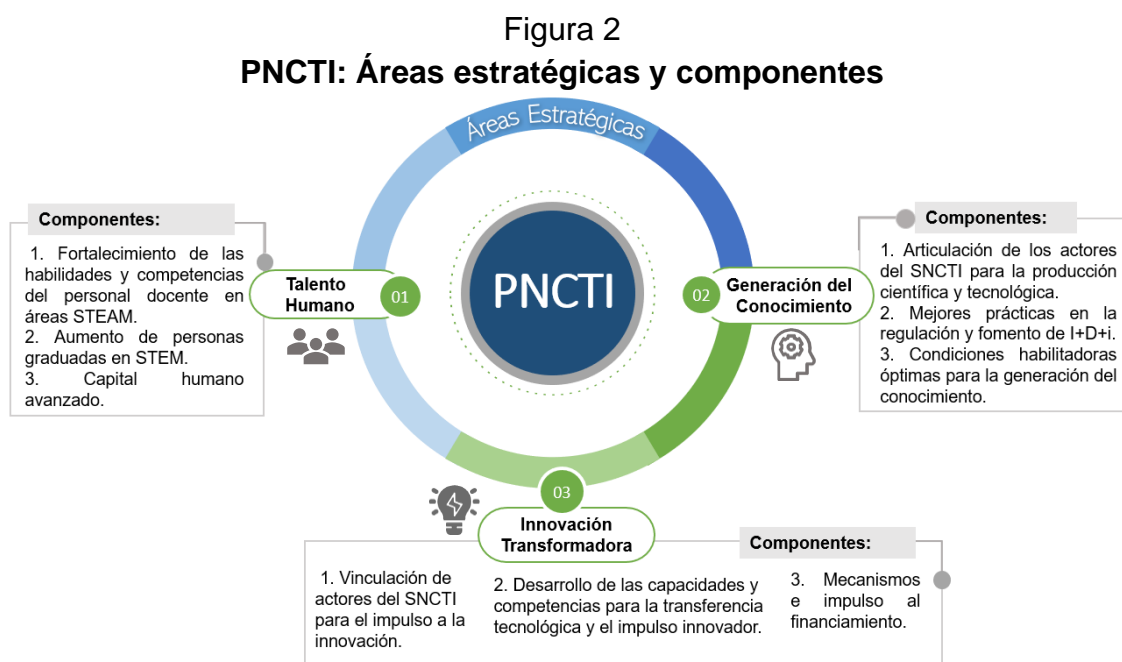 Figura 2
PNCTI: Áreas estratégicas y componentes
Áreas Estratégicas
PNCTI
Componentes:
1. Fortalecimiento de las
habilidades y competencias
del personal docente en
áreas STEAM.
2. Aumento de personas
graduadas en STEM.
3. Capital humano
avanzado.
Talento
Humano
01
02
Generación del
Conocimiento
Componentes:
1. Articulación de los actores
del SNCTI para la producción
científica y tecnológica.
2. Mejores prácticas en la
regulación y fomento de I+D+i.
3. Condiciones habilitadoras
óptimas para la generación del
conocimiento.
03
Innovación
Transformadora
Componentes:
1. Vinculación de
actores del SNCTI
para el impulso a la
innovación.
2. Desarrollo de las capacidades y
competencias para la transferencia
tecnológica y el impulso innovador.
3. Mecanismos
e impulso al
financiamiento.